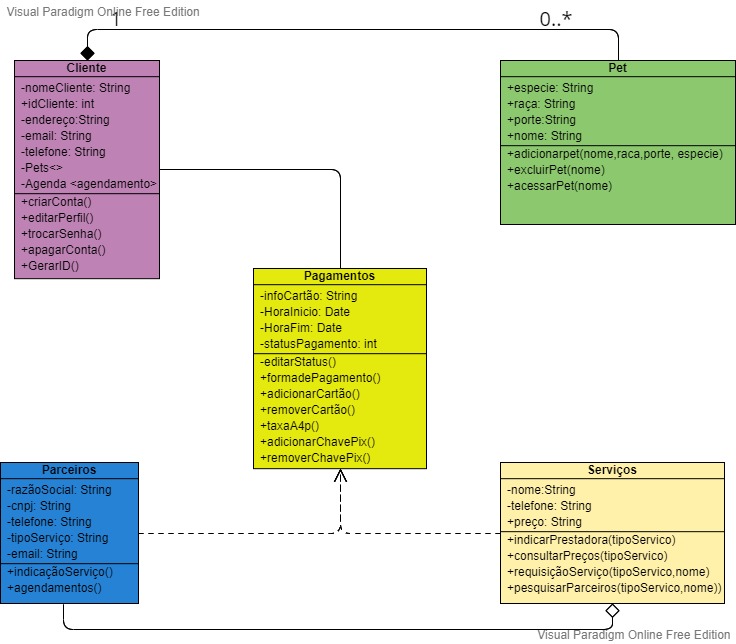 Visual Paradigm Online Free Edition
1
0..*
Cliente
-nomeCliente: String
+idCliente: int
-endereço:String
-email: String
-telefone: String
-Pets<>
-Agenda <agendamento>
+criarConta()
+editarPerfil()
+trocarSenha()
+apagarConta()
+GerarID()
Pet
+especie: String
+raça: String
+porte:String
+nome: String
+adicionarpet(nome,raca,porte, especie)
+excluirPet(nome)
+acessarPet(nome)
Pagamentos
-infoCartão: String
-HoraInicio: Date
-HoraFim: Date
-statusPagamento: int
-editarStatus()
+formadePagamento()
+adicionarCartão()
+removerCartão()
+taxaA4p()
+adicionarChavePix()
+removerChavePix()
Parceiros
-razãoSocial: String
-cnpj: String
-telefone: String
-tipoServiço: String
-email: String
+indicaçãoServiço()
+agendamentos()
Serviços
-nome:String
-telefone: String
+preço: String
+indicarPrestadora(tipoServico)
+consultarPreços(tipoServico)
+requisiçãoServiço(tipoServico,nome)
+pesquisarParceiros(tipoServico,nome))
Visual Paradigm Online Free Edition